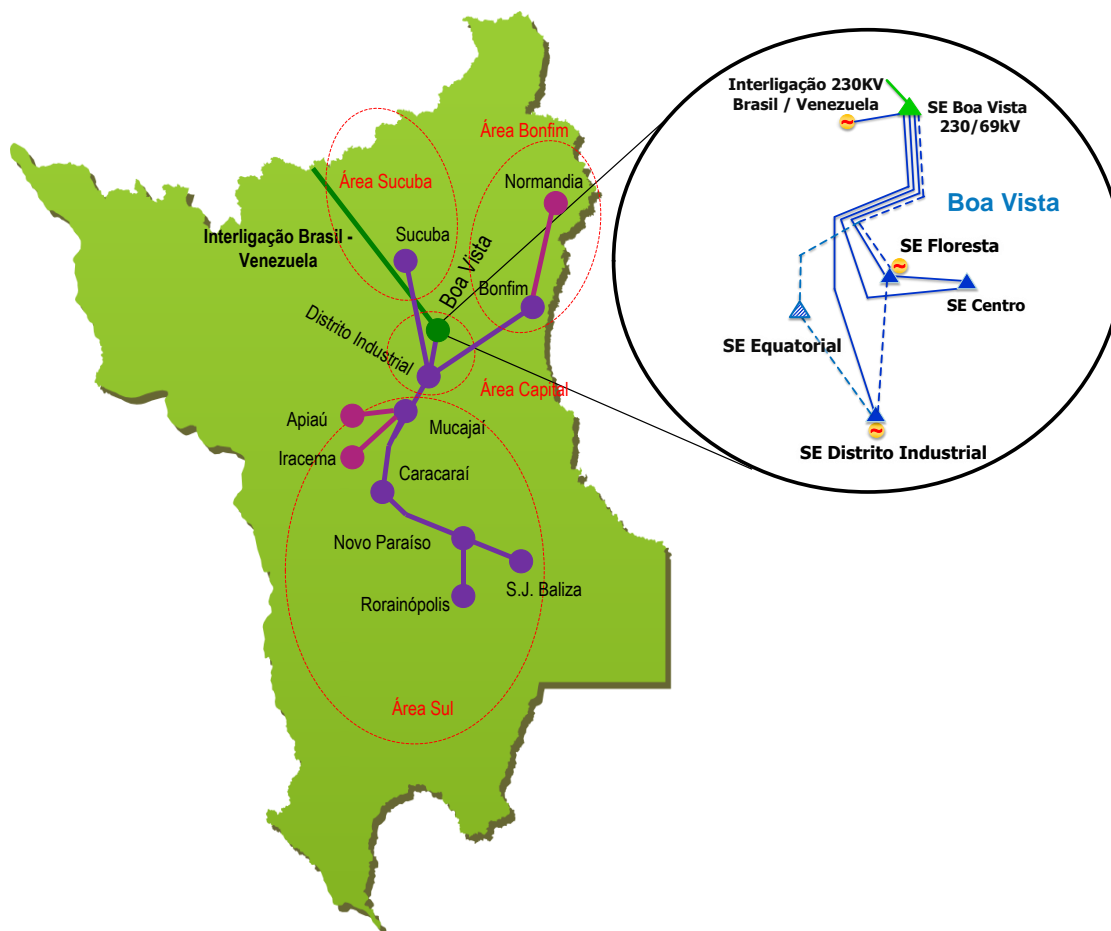 Interligação 230KV
Brasil / Venezuela
SE Boa Vista
230/69kV
Boa Vista
SE Floresta
SE Centro
SE Equatorial
SE Distrito Industrial
Área Bonfim
Área Sucuba
Normandia
Sucuba
Interligação Brasil -
Venezuela
Boa Vista
Bonfim
Distrito Industrial
Área Capital
Apiaú
Mucajaí
Iracema
Caracaraí
Novo Paraíso
S.J. Baliza
Rorainópolis
Área Sul